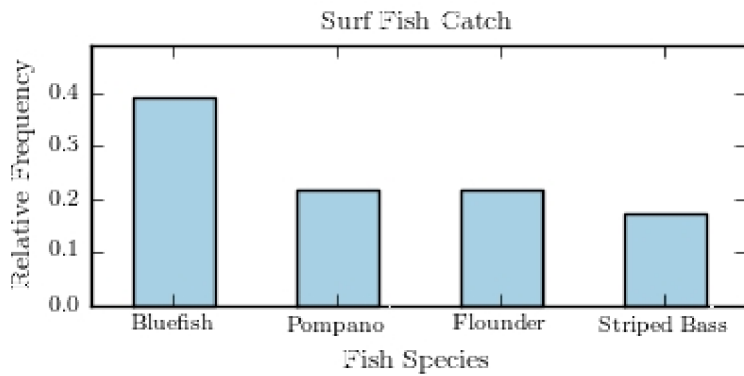 Surf Fish Catch
Relative Frequency
0.4
0.3
0.2
0.1
0.0
Bluefish Pompano Flounder Striped Bass
Fish Species